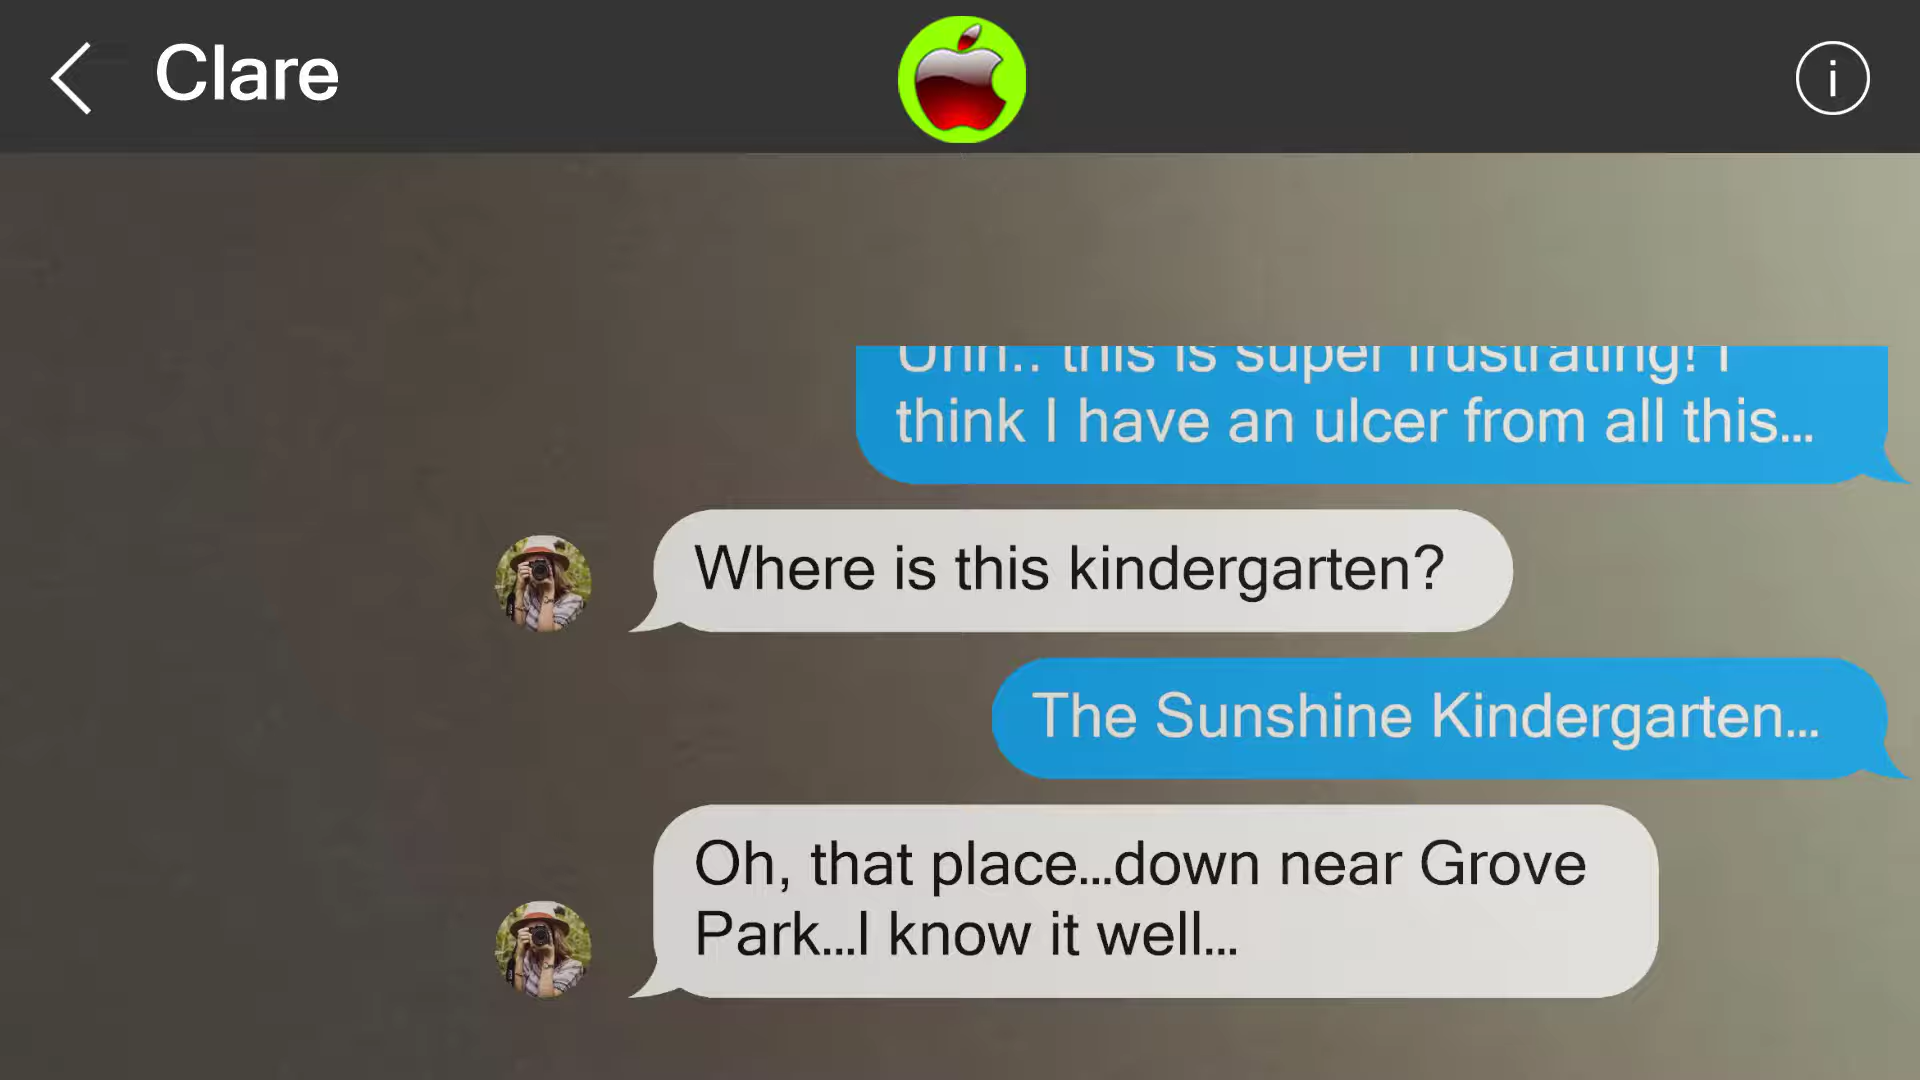 Clare
i
Uhh.. this is super frustrating! I
think I have an ulcer from all this...
Where is this kindergarten?
The Sunshine Kindergarten...
Oh, that place...down near Grove
Park...I know it well...